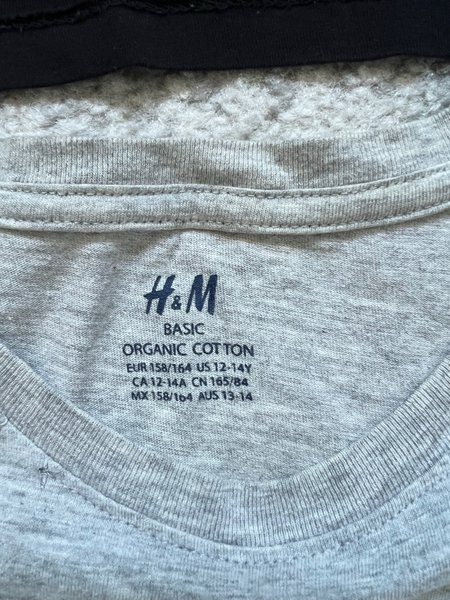 H&M
BASIC
ORGANIC COTTON
EUR 158/164 US 12-14Y
CA 12-14A CN 165/84
MX 158/164 AUS 13-14